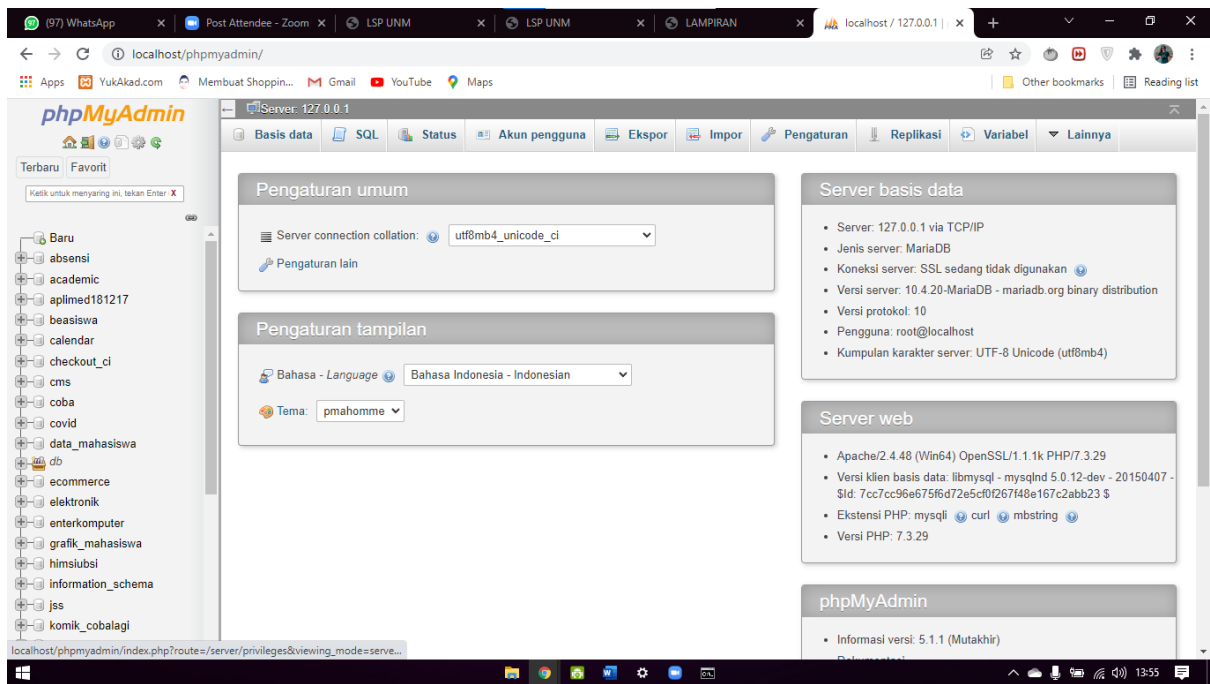 (97) WhatsApp
Post Attendee - Zoom
LSP UNM
LSP UNM
LAMPIRAN
localhost / 127.0.0.1 |
localhost/phpmyadmin/
Apps
YukAkad.com
Membuat Shoppin...
Gmail
YouTube
Maps
Other bookmarks
Reading list
phpMyAdmin
Terbaru
Favorit
Ketik untuk menyaring ini, tekan Enter X
Baru
absensi
academic
aplimed181217
beasiswa
calendar
checkout_ci
cms
coba
covid
data_mahasiswa
db
ecommerce
elektronik
enterkomputer
grafik_mahasiswa
himsiubsi
information_schema
jss
komik_cobalagi
localhost/phpmyadmin/index.php?route=/server/privileges&viewing_mode=serve...
Server: 127.0.0.1
Basis data
SQL
Status
Akun pengguna
Ekspor
Impor
Pengaturan
Replikasi
Variabel
Lainnya
Pengaturan umum
Server connection collation:
utf8mb4_unicode_ci
Pengaturan lain
Pengaturan tampilan
Bahasa - Language
Bahasa Indonesia - Indonesian
Tema:
pmahomme
Server basis data
Server: 127.0.0.1 via TCP/IP
Jenis server: MariaDB
Koneksi server: SSL sedang tidak digunakan
Versi server: 10.4.20-MariaDB - mariadb.org binary distribution
Versi protokol: 10
Pengguna: root@localhost
Kumpulan karakter server: UTF-8 Unicode (utf8mb4)
Server web
Apache/2.4.48 (Win64) OpenSSL/1.1.1k PHP/7.3.29
Versi klien basis data: libmysql - mysqlnd 5.0.12-dev - 20150407 -
$Id: 7cc7cc96e675f6d72e5cf0f267f48e167c2abb23 $
Ekstensi PHP: mysqli curl mbstring
Versi PHP: 7.3.29
phpMyAdmin
Informasi versi: 5.1.1 (Mutakhir)
13:55